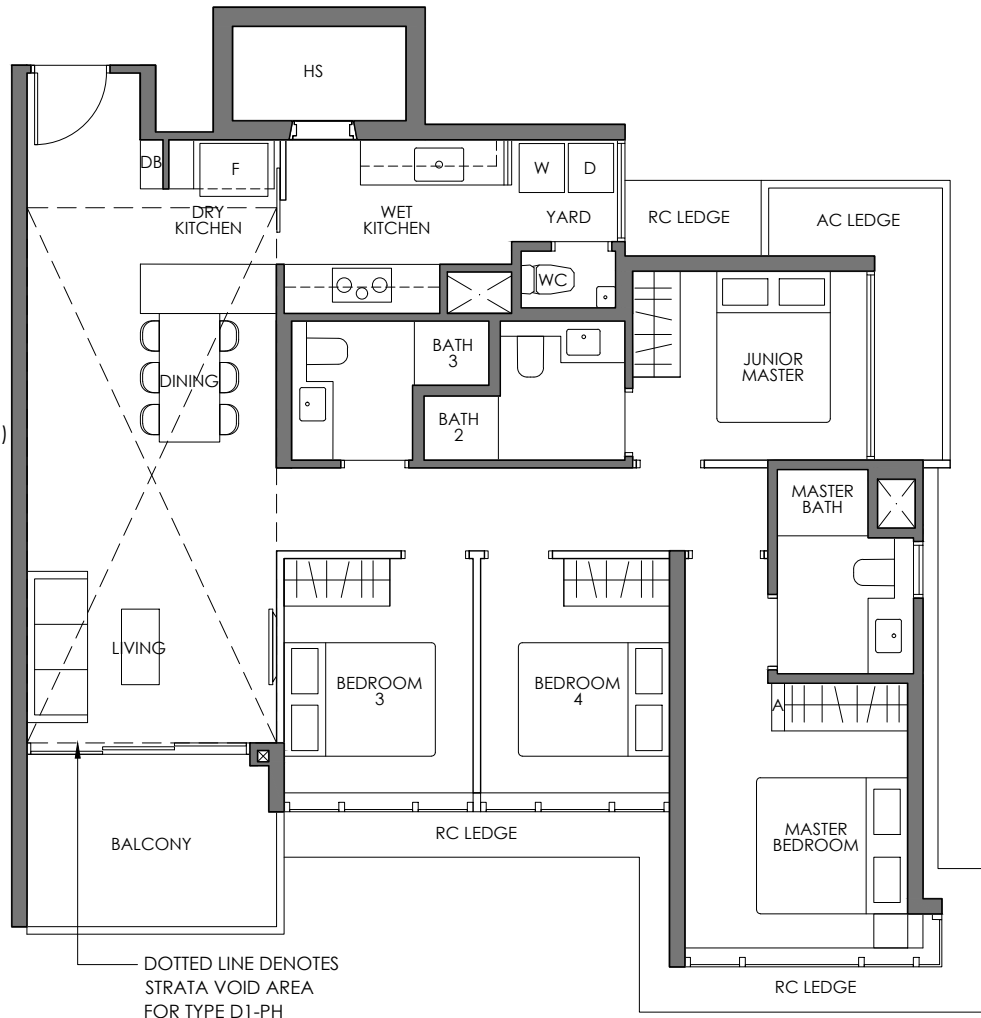 HS
DB
F
W
D
DRY
KITCHEN
WET
KITCHEN
YARD
RC LEDGE
AC LEDGE
WC
BATH
3
JUNIOR
MASTER
DINING
BATH
2
)
MASTER
BATH
LIVING
BEDROOM
3
BEDROOM
4
A
BALCONY
RC LEDGE
MASTER
BEDROOM
DOTTED LINE DENOTES
STRATA VOID AREA
FOR TYPE D1-PH
RC LEDGE